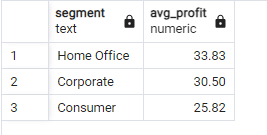 segment avg_profit
text numeric
1 Home Office 33.83
2 Corporate 30.50
3 Consumer 25.82